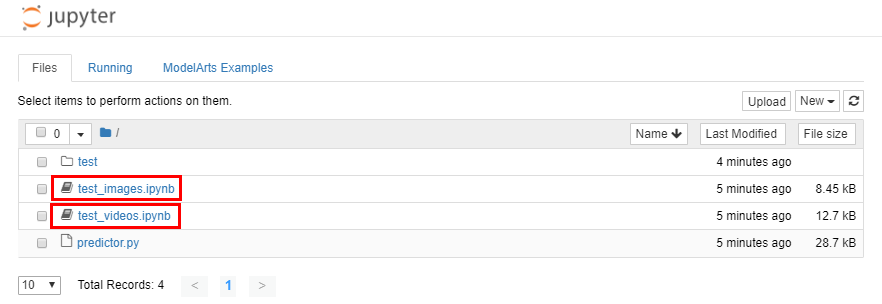 jupyter
Files Running ModelArts Examples
Select items to perform actions on them. Upload New
0 / Name Last Modified File size
test 4 minutes ago
test_images.ipynb 5 minutes ago 8.45 kB
test_videos.ipynb 5 minutes ago 12.7 kB
predictor.py 5 minutes ago 28.7 kB
10 Total Records: 4 < 1 >